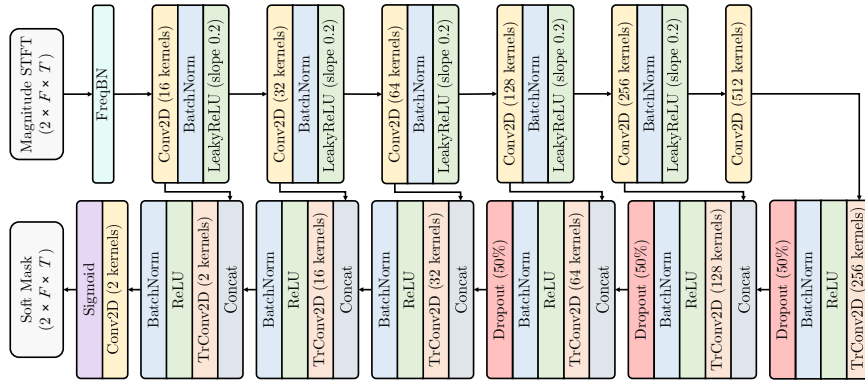 Magnitude STFT
(2 × F × T)
FreqBN
Conv2D (16 kernels)
BatchNorm
LeakyReLU (slope 0.2)
Conv2D (32 kernels)
BatchNorm
LeakyReLU (slope 0.2)
Conv2D (64 kernels)
BatchNorm
LeakyReLU (slope 0.2)
Conv2D (128 kernels)
BatchNorm
LeakyReLU (slope 0.2)
Conv2D (256 kernels)
BatchNorm
LeakyReLU (slope 0.2)
Conv2D (512 kernels)
Soft Mask
(2 × F × T)
Sigmoid
Conv2D (2 kernels)
BatchNorm
ReLU
TrConv2D (2 kernels)
Concat
BatchNorm
ReLU
TrConv2D (16 kernels)
Concat
BatchNorm
ReLU
TrConv2D (32 kernels)
Concat
Dropout (50%)
BatchNorm
ReLU
TrConv2D (64 kernels)
Concat
Dropout (50%)
BatchNorm
ReLU
TrConv2D (128 kernels)
Concat
Dropout (50%)
BatchNorm
ReLU
TrConv2D (256 kernels)